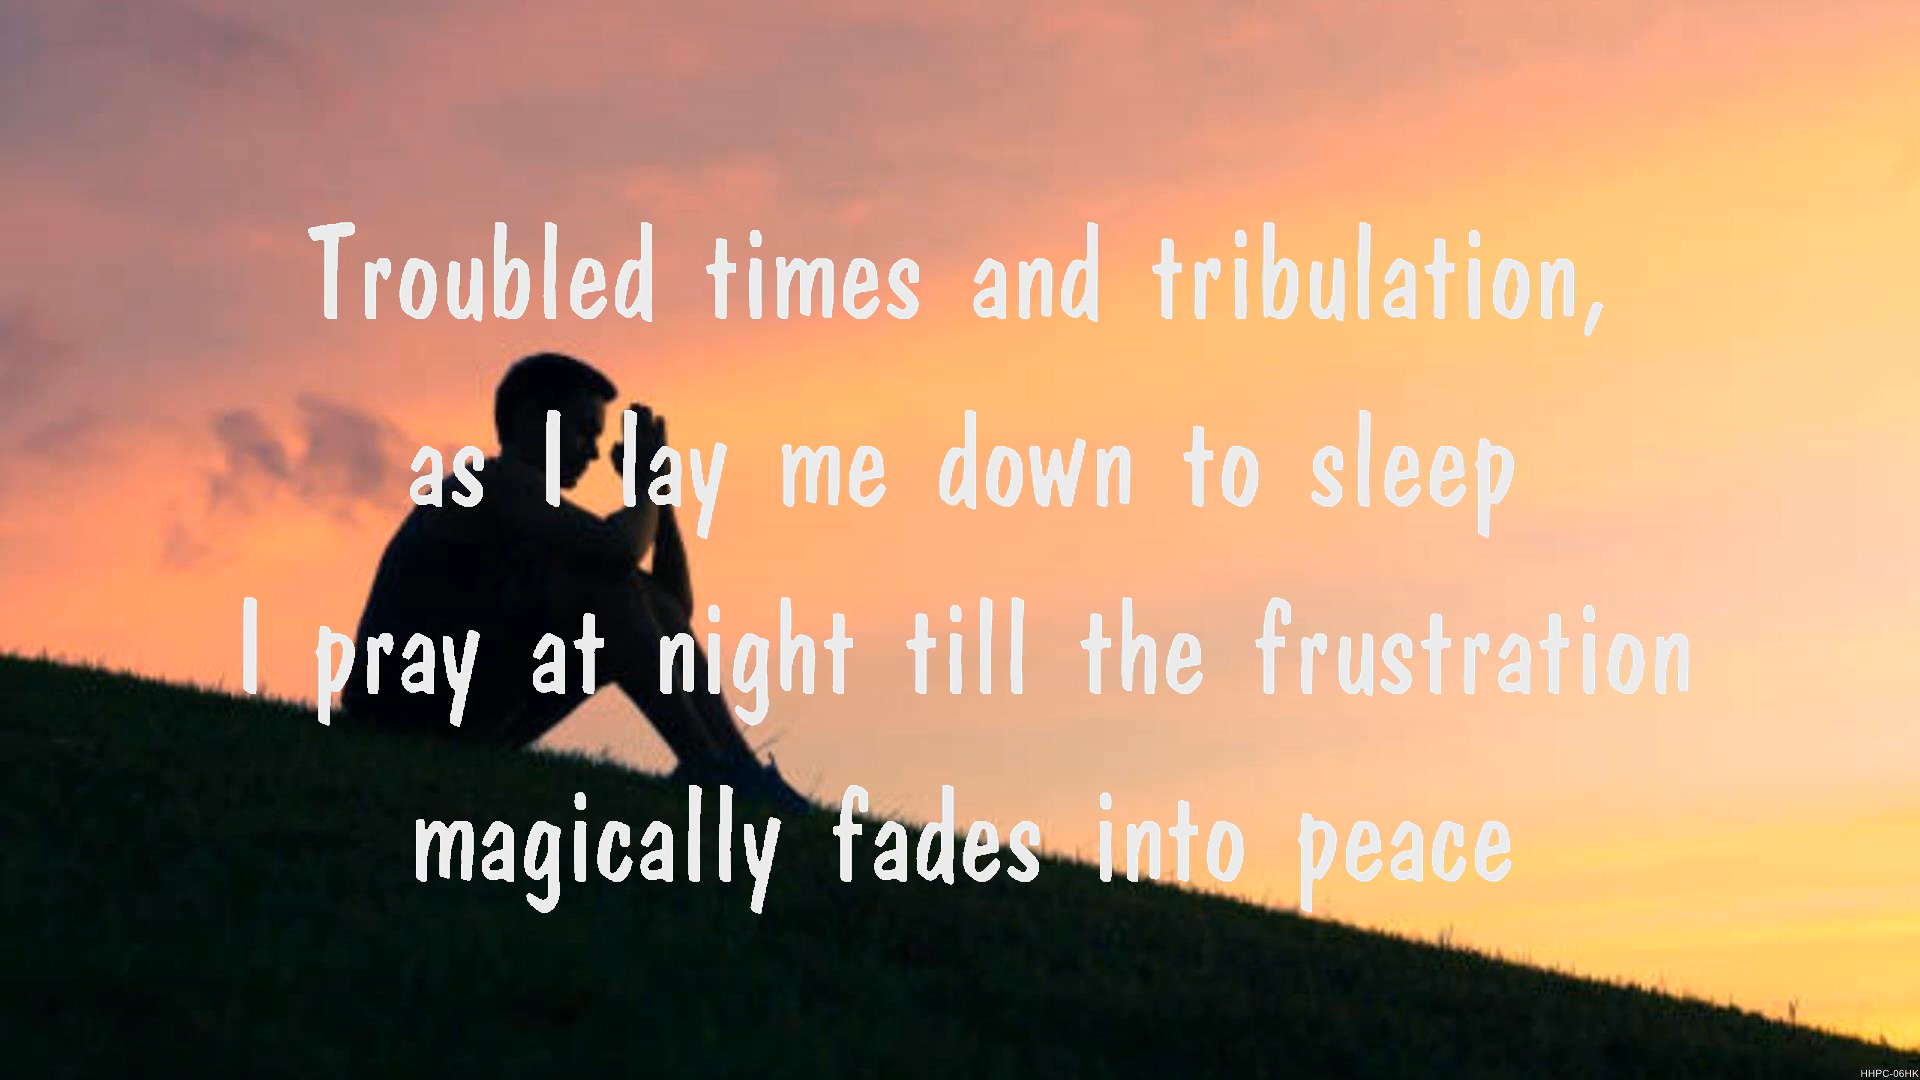 Troubled times and tribulation,
as I lay me down to sleep
I pray at night till the frustration
magically fades into peace
HHPC-06HK